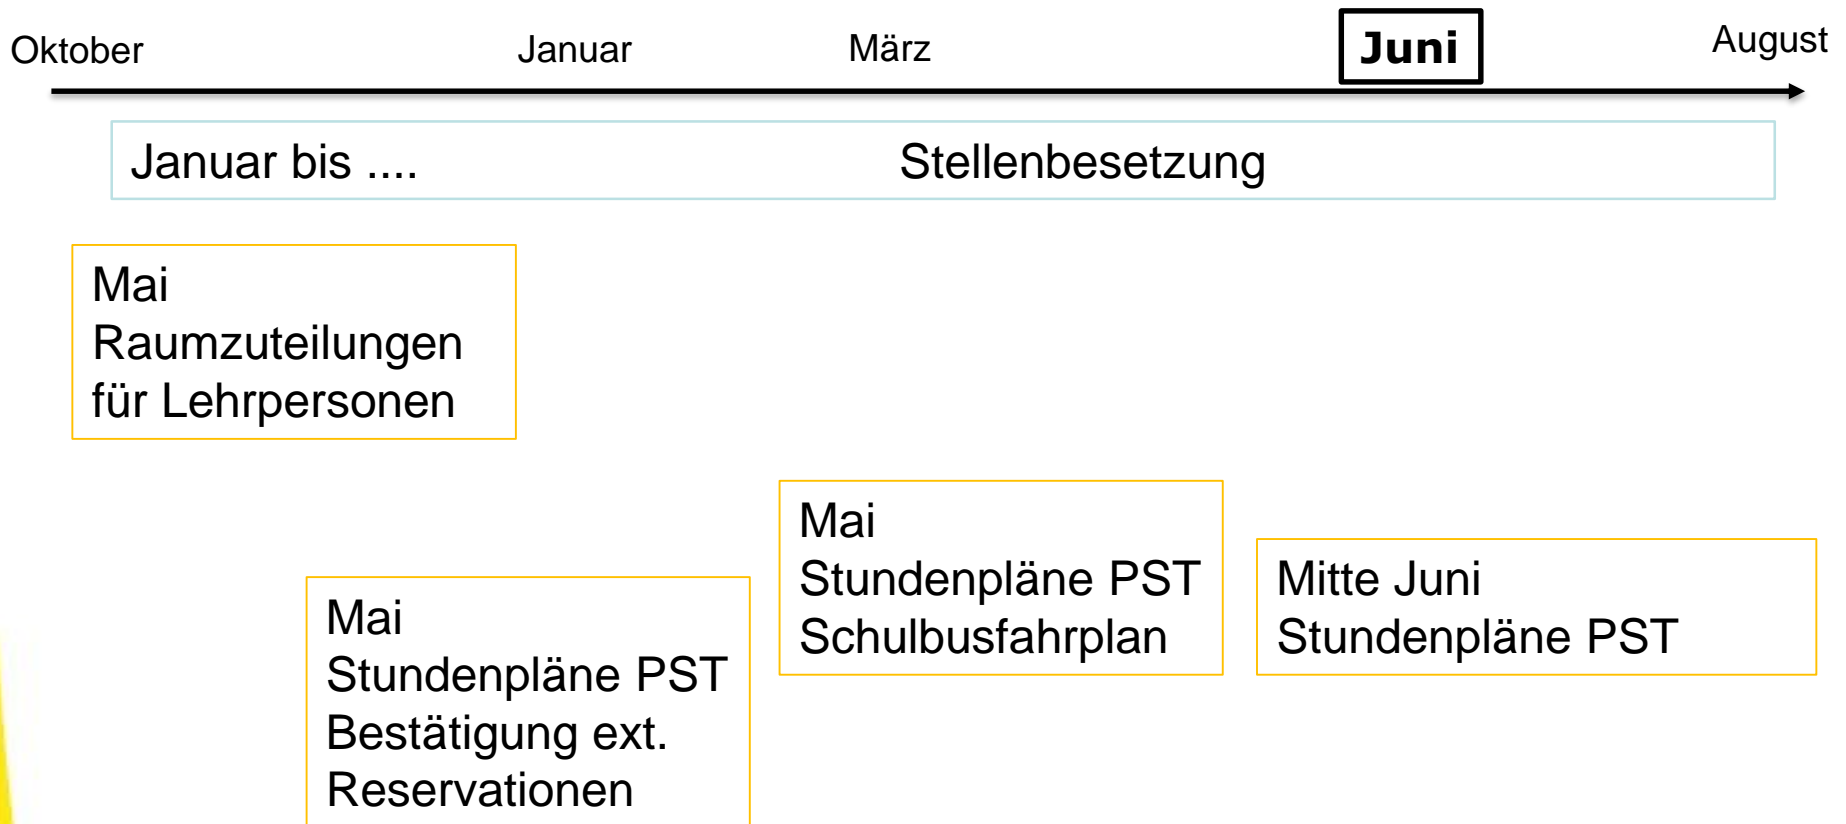 Oktober Januar März Juni August
Januar bis .... Stellenbesetzung
Mai
Raumzuteilungen
für Lehrpersonen
Mai
Stundenpläne PST
Bestätigung ext.
Reservationen
Mai
Stundenpläne PST
Schulbusfahrplan
Mitte Juni
Stundenpläne PST